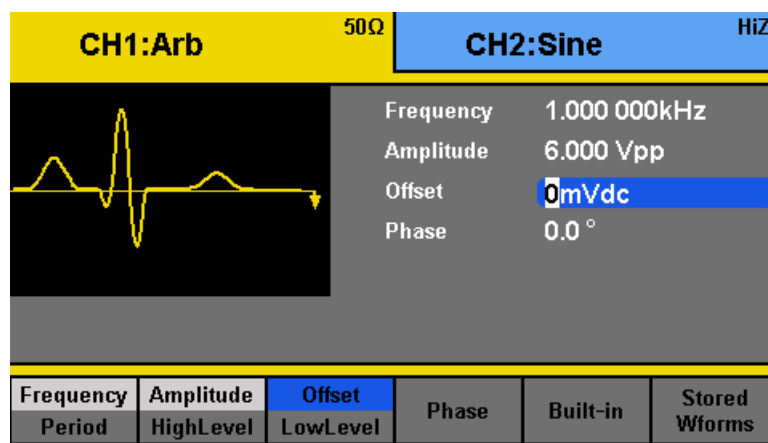 CH1:Arb 50Ω CH2:Sine HiZ
Frequency 1.000 000kHz
Amplitude 6.000 Vpp
Offset 0mVdc
Phase 0.0 °
Frequency Amplitude Offset Phase Built-in Stored
Period HighLevel LowLevel Wforms